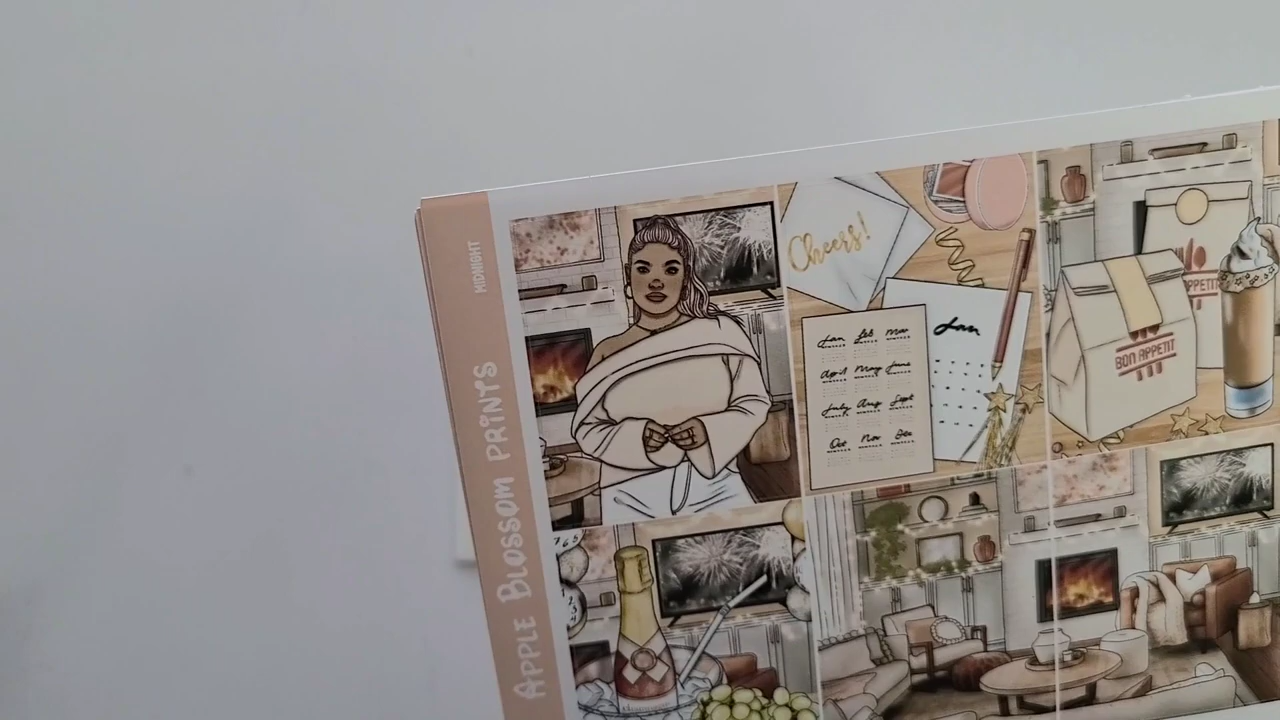 MIDNIGHT
APPLE BLOSSOM PRINTS
Cheers!
Jan
Jan Feb Mar
April May June
July Aug Sept
Oct Nov Dec
BON APPETIT